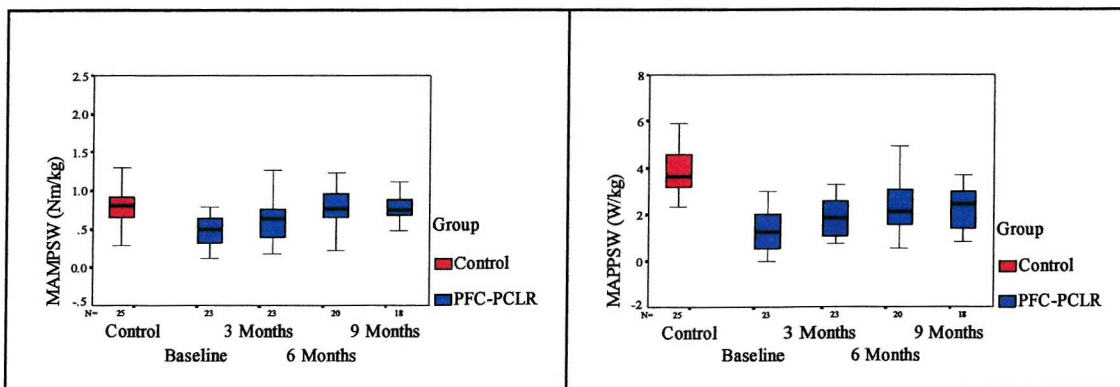 2.5
2.0
1.5
1.0
.5
0.0
-.5
MAMPSW (Nm/kg)
N= 25 23 23 20 18
Control 3 Months 9 Months
Baseline 6 Months
Group
Control
PFC-PCLR
8
6
4
2
0
-2
MAPPSW (W/kg)
N= 25 23 23 20 18
Control 3 Months 9 Months
Baseline 6 Months
Group
Control
PFC-PCLR